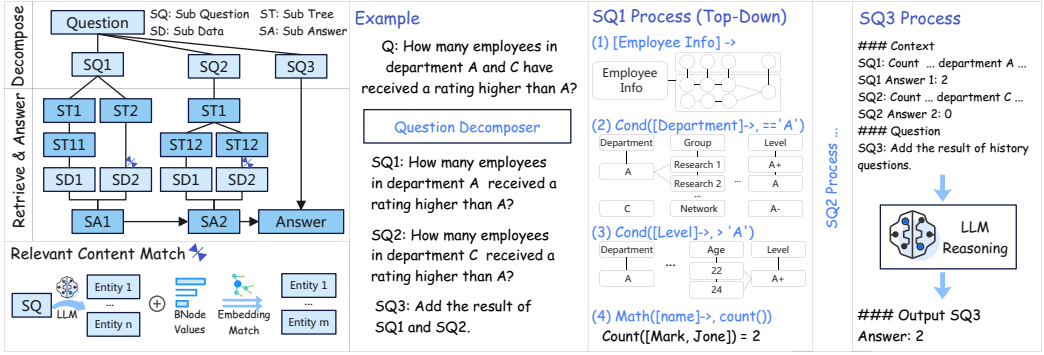 Decompose
Question
SQ: Sub Question
ST: Sub Tree
SD: Sub Data
SA: Sub Answer
SQ1
SQ2
SQ3
Retrieve & Answer
ST1
ST2
ST1
ST11
ST12
ST12
SD1
SD2
SD1
SD2
SA1
SA2
Answer
Relevant Content Match
SQ
LLM
Entity 1
...
Entity n
BNode
Values
Embedding
Match
Entity 1
...
Entity m
Example
Q: How many employees in
department A and C have
received a rating higher than A?
Question Decomposer
SQ1: How many employees
in department A received a
rating higher than A?
SQ2: How many employees
in department C received a
rating higher than A?
SQ3: Add the result of
SQ1 and SQ2.
SQ1 Process (Top-Down)
(1) [Employee Info] ->
Employee
Info
(2) Cond([Department]->, =='A')
Department
Group
Level
A
Research 1
A+
Research 2
...
A
...
C
Network
A-
(3) Cond([Level]->, > 'A')
Department
Age
Level
...
A
22
A+
24
(4) Math([name]->, count())
Count([Mark, Jone]) = 2
SQ2 Process ...
SQ3 Process
### Context
SQ1: Count ... department A ...
SQ1 Answer 1: 2
SQ2: Count ... department C ...
SQ2 Answer 2: 0
### Question
SQ3: Add the result of history
questions.
LLM
Reasoning
### Output SQ3
Answer: 2